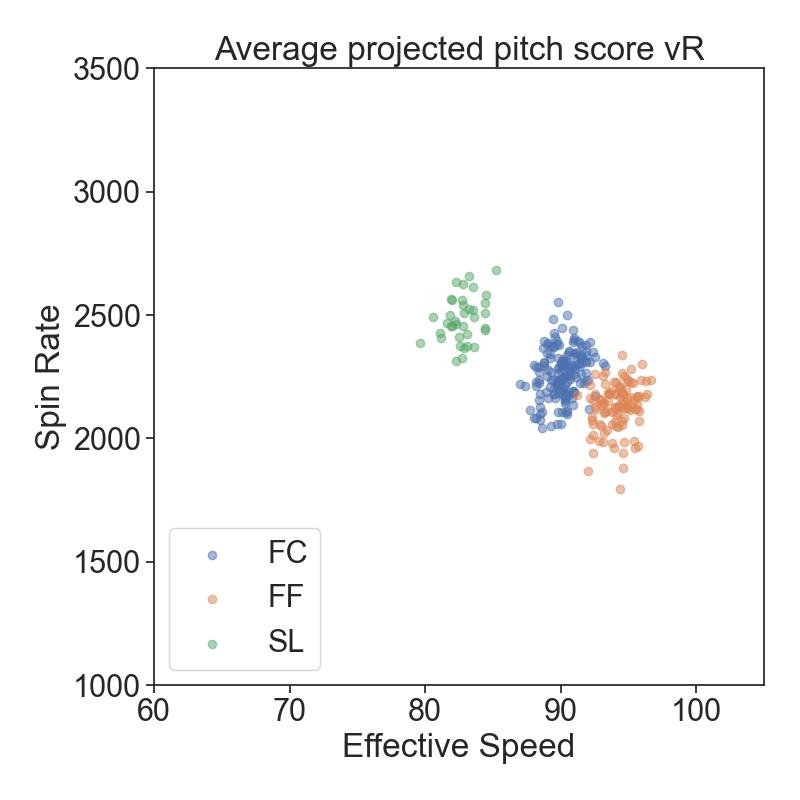 Average projected pitch score vR
3500
3000
2500
2000
1500
1000
Spin Rate
FC
FF
SL
60 70 80 90 100
Effective Speed